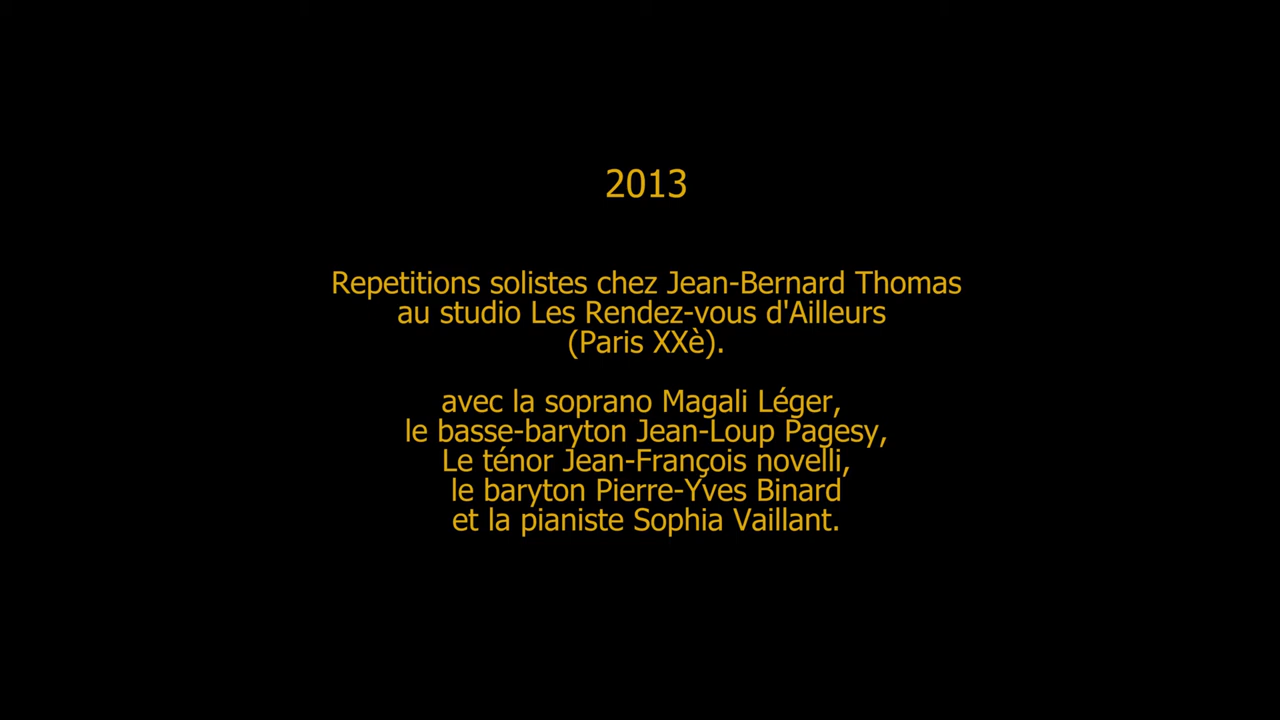 2013
Repetitions solistes chez Jean-Bernard Thomas
au studio Les Rendez-vous d'Ailleurs
(Paris XXè).
avec la soprano Magali Léger,
le basse-baryton Jean-Loup Pagesy,
Le ténor Jean-François novelli,
le baryton Pierre-Yves Binard
et la pianiste Sophia Vaillant.